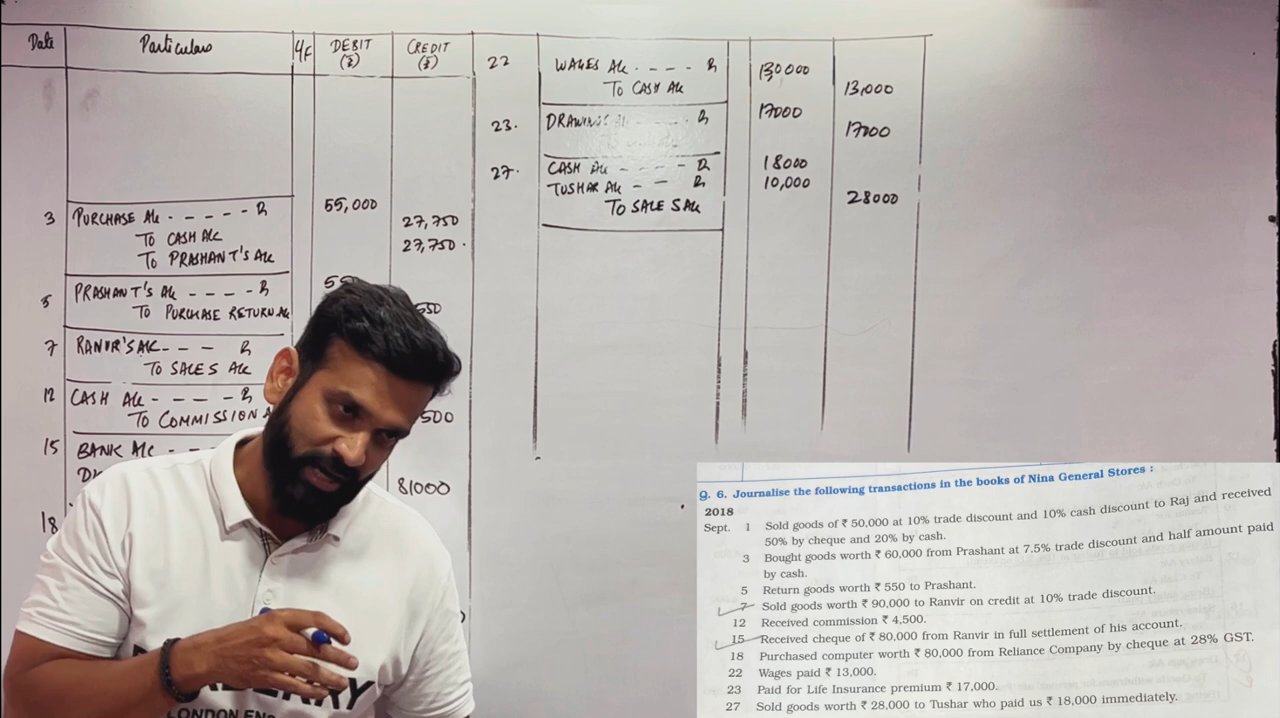 Date Particulars L/F DEBIT (₹) CREDIT (₹)
3 PURCHASE A/c - - - - - Dr 55,000
To CASH A/c 27,750
To PRASHANT'S A/c 27,750
5 PRASHANT'S A/c - - - - - Dr
To PURCHASE RETURN A/c 550
7 RANVIR'S A/c - - - Dr
To SALES A/c
12 CASH A/c - - - - - Dr
To COMMISSION A 500
15 BANK A/c - - -
81000
18
22 WAGES A/c - - - - Dr 13,0000
To CASH A/c 13,000
23. DRAWINGS A/c - Dr 17000
17000
27. CASH A/c - - - - - Dr 18000
TUSHAR A/c - - - Dr 10,000
To SALES A/c 28000
LONDON EN
Q. 6. Journalise the following transactions in the books of Nina General Stores :
2018
Sept. 1 Sold goods of ₹ 50,000 at 10% trade discount and 10% cash discount to Raj and received
50% by cheque and 20% by cash.
3 Bought goods worth ₹ 60,000 from Prashant at 7.5% trade discount and half amount paid
by cash.
5 Return goods worth ₹ 550 to Prashant.
7 Sold goods worth ₹ 90,000 to Ranvir on credit at 10% trade discount.
12 Received commission ₹ 4,500.
15 Received cheque of ₹ 80,000 from Ranvir in full settlement of his account.
18 Purchased computer worth ₹ 80,000 from Reliance Company by cheque at 28% GST.
22 Wages paid ₹ 13,000.
23 Paid for Life Insurance premium ₹ 17,000.
27 Sold goods worth ₹ 28,000 to Tushar who paid us ₹ 18,000 immediately.